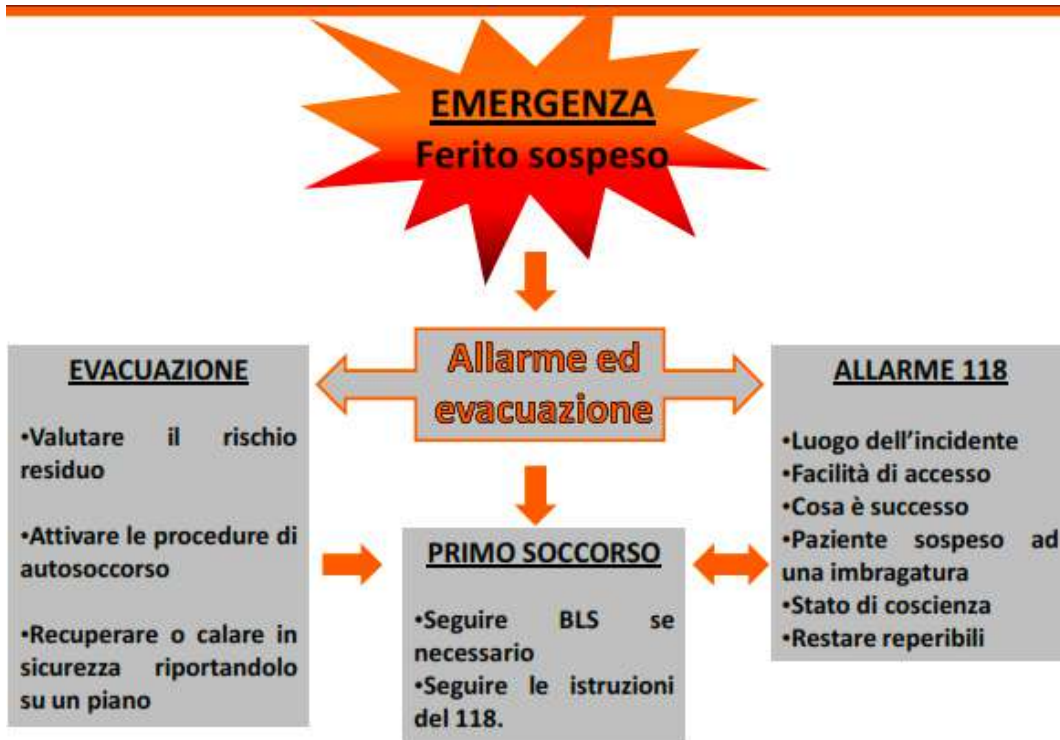 EMERGENZA
Ferito sospeso
Allarme ed
evacuazione
EVACUAZIONE
•Valutare il rischio
residuo
•Attivare le procedure di
autosoccorso
•Recuperare o calare in
sicurezza riportandolo
su un piano
PRIMO SOCCORSO
•Seguire BLS se
necessario
•Seguire le istruzioni
del 118.
ALLARME 118
•Luogo dell'incidente
•Facilità di accesso
•Cosa è successo
•Paziente sospeso ad
una imbragatura
•Stato di coscienza
•Restare reperibili